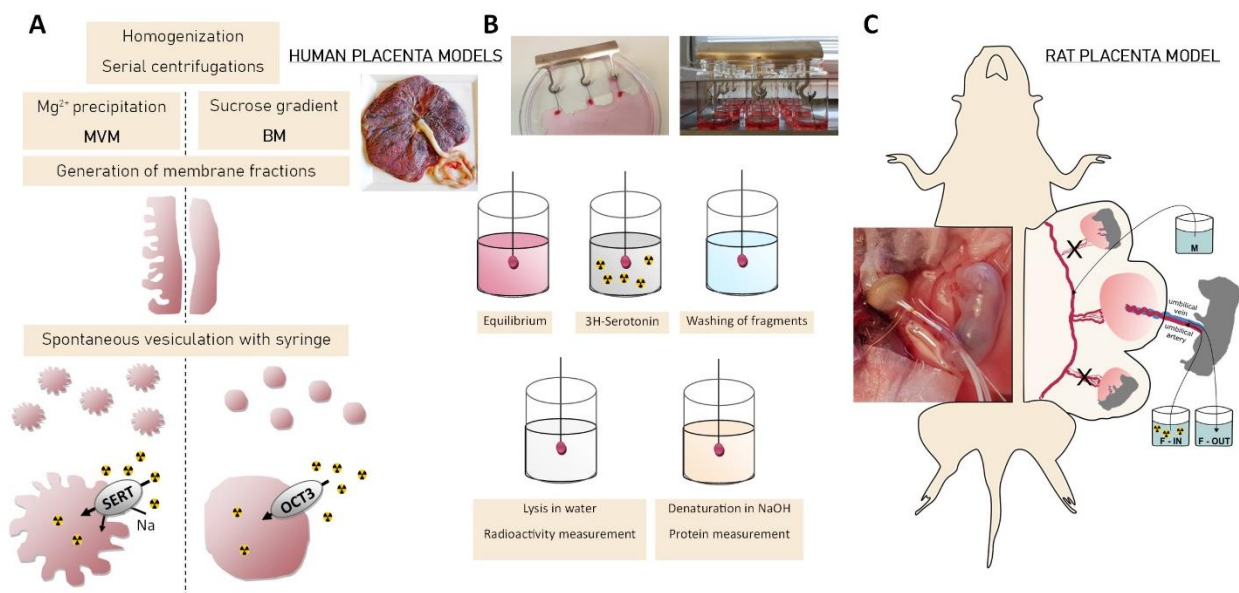 A
Homogenization
Serial centrifugations
HUMAN PLACENTA MODELS
Mg²⁺ precipitation
MVM
Sucrose gradient
BM
Generation of membrane fractions
Spontaneous vesiculation with syringe
SERT
Na
OCT3
B
Equilibrium
3H-Serotonin
Washing of fragments
Lysis in water
Radioactivity measurement
Denaturation in NaOH
Protein measurement
C
RAT PLACENTA MODEL
X
M
umbilical
vein
umbilical
artery
X
F - IN
F - OUT